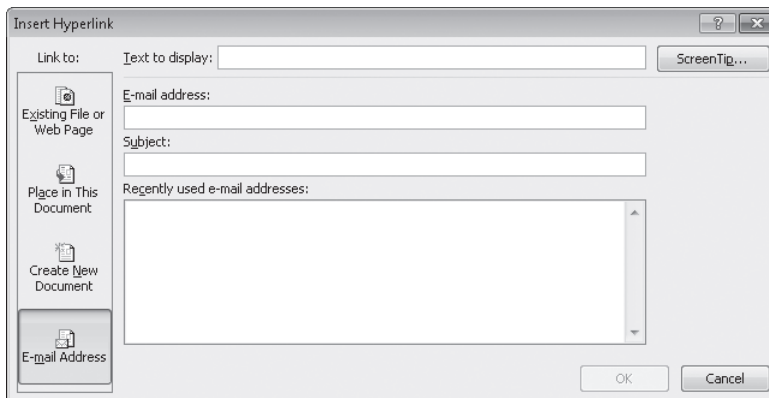 Insert Hyperlink
Link to:
Text to display:
ScreenTip...
Existing File or
Web Page
Place in This
Document
Create New
Document
E-mail Address
E-mail address:
Subject:
Recently used e-mail addresses:
OK
Cancel